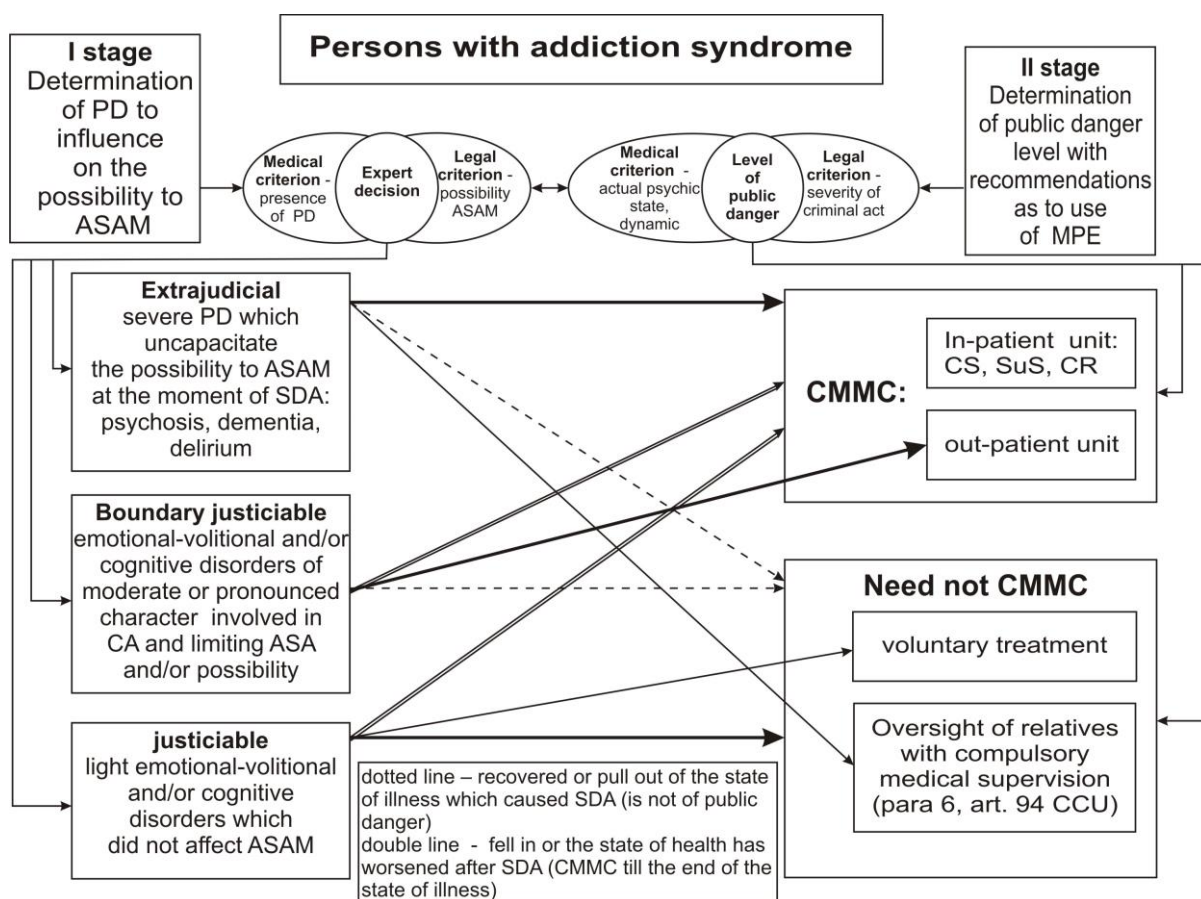 Persons with addiction syndrome
I stage
Determination
of PD to
influence
on the
possibility to
ASAM
Medical
criterion -
presence of PD
Expert
decision
Legal
criterion -
possibility
ASAM
Medical
criterion -
actual psychic
state,
dynamic
Level
of
public
danger
Legal
criterion -
severity of
criminal act
II stage
Determination
of public danger
level with
recommendations
as to use
of MPE
Extrajudicial
severe PD which
uncapacitate
the possibility to ASAM
at the moment of SDA:
psychosis, dementia,
delirium
Boundary justiciable
emotional-volitional and/or
cognitive disorders of
moderate or pronounced
character involved in
CA and limiting ASA
and/or possibility
justiciable
light emotional-volitional
and/or cognitive
disorders which
did not affect ASAM
CMMC:
In-patient unit:
CS, SuS, CR
out-patient unit
Need not CMMC
voluntary treatment
Oversight of relatives
with compulsory
medical supervision
(para 6, art. 94 CCU)
dotted line – recovered or pull out of the state
of illness which caused SDA (is not of public
danger)
double line - fell in or the state of health has
worsened after SDA (CMMC till the end of the
state of illness)